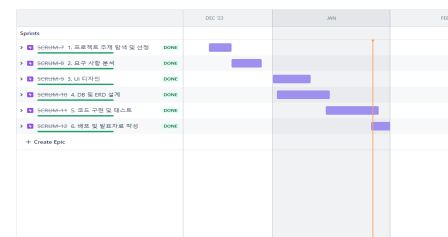 DEC '23
JAN
FEB
Sprints
SCRUM-7 1. 프로젝트 주제 탐색 및 선정 DONE
SCRUM-8 2. 요구 사항 분석 DONE
SCRUM-9 3. UI 디자인 DONE
SCRUM-10 4. DB 및 ERD 설계 DONE
SCRUM-11 5. 코드 구현 및 테스트 DONE
SCRUM-12 6. 배포 및 발표자료 작성 DONE
+ Create Epic